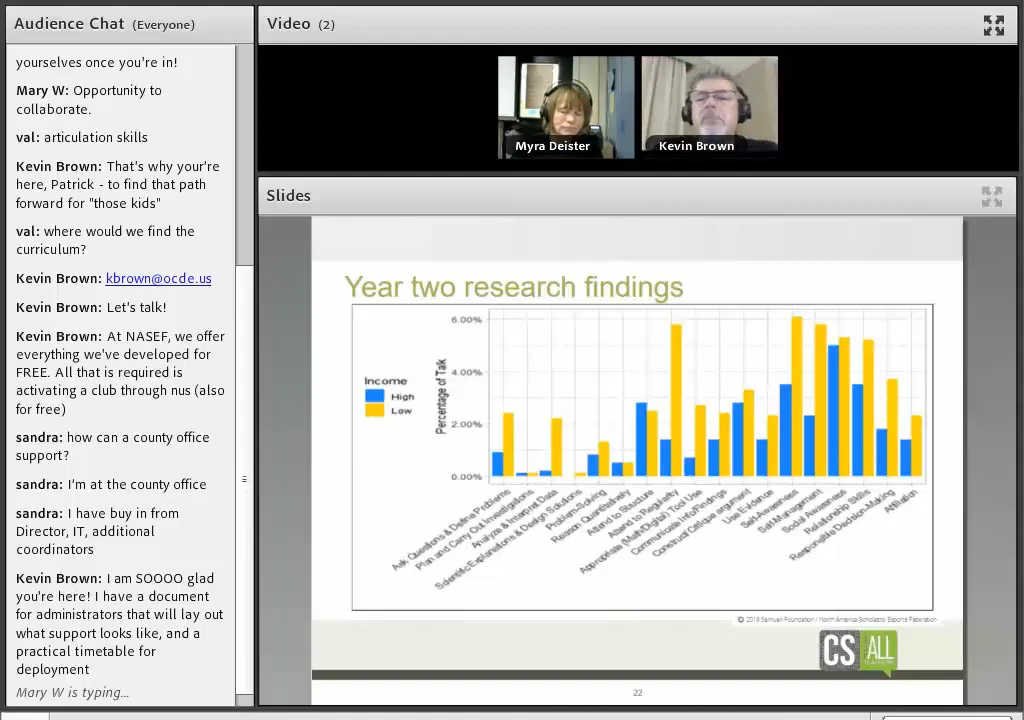 Audience Chat (Everyone)
yourselves once you're in!
Mary W: Opportunity to
collaborate.
val: articulation skills
Kevin Brown: That's why your're
here, Patrick - to find that path
forward for "those kids"
val: where would we find the
curriculum?
Kevin Brown: kbrown@ocde.us
Kevin Brown: Let's talk!
Kevin Brown: At NASEF, we offer
everything we've developed for
FREE. All that is required is
activating a club through nus (also
for free)
sandra: how can a county office
support?
sandra: I'm at the county office
sandra: I have buy in from
Director, IT, additional
coordinators
Kevin Brown: I am SOOOO glad
you're here! I have a document
for administrators that will lay out
what support looks like, and a
practical timetable for
deployment
Mary W is typing...
Video (2)
Myra Deister
Kevin Brown
Slides
Year two research findings
Income
High
Low
Percentage of Talk
6.00%
4.00%
2.00%
0.00%
Ask Questions & Define Problems
Plan and Carry Out Investigations
Analyze & Interpret Data
Scientific Explanations & Design Solutions
Problem-Solving
Reason Quantitatively
Attend to Structure
Attend to Regularity
Appropriate (Math/Digital) Tool Use
Communicate Info/Findings
Construct Critique argument
Use Evidence
Self-Awareness
Self-Management
Social Awareness
Relationship Skills
Responsible Decision-Making
Affiliation
© 2019 Samueli Foundation / North America Scholastic Esports Federation
CS ALL
22